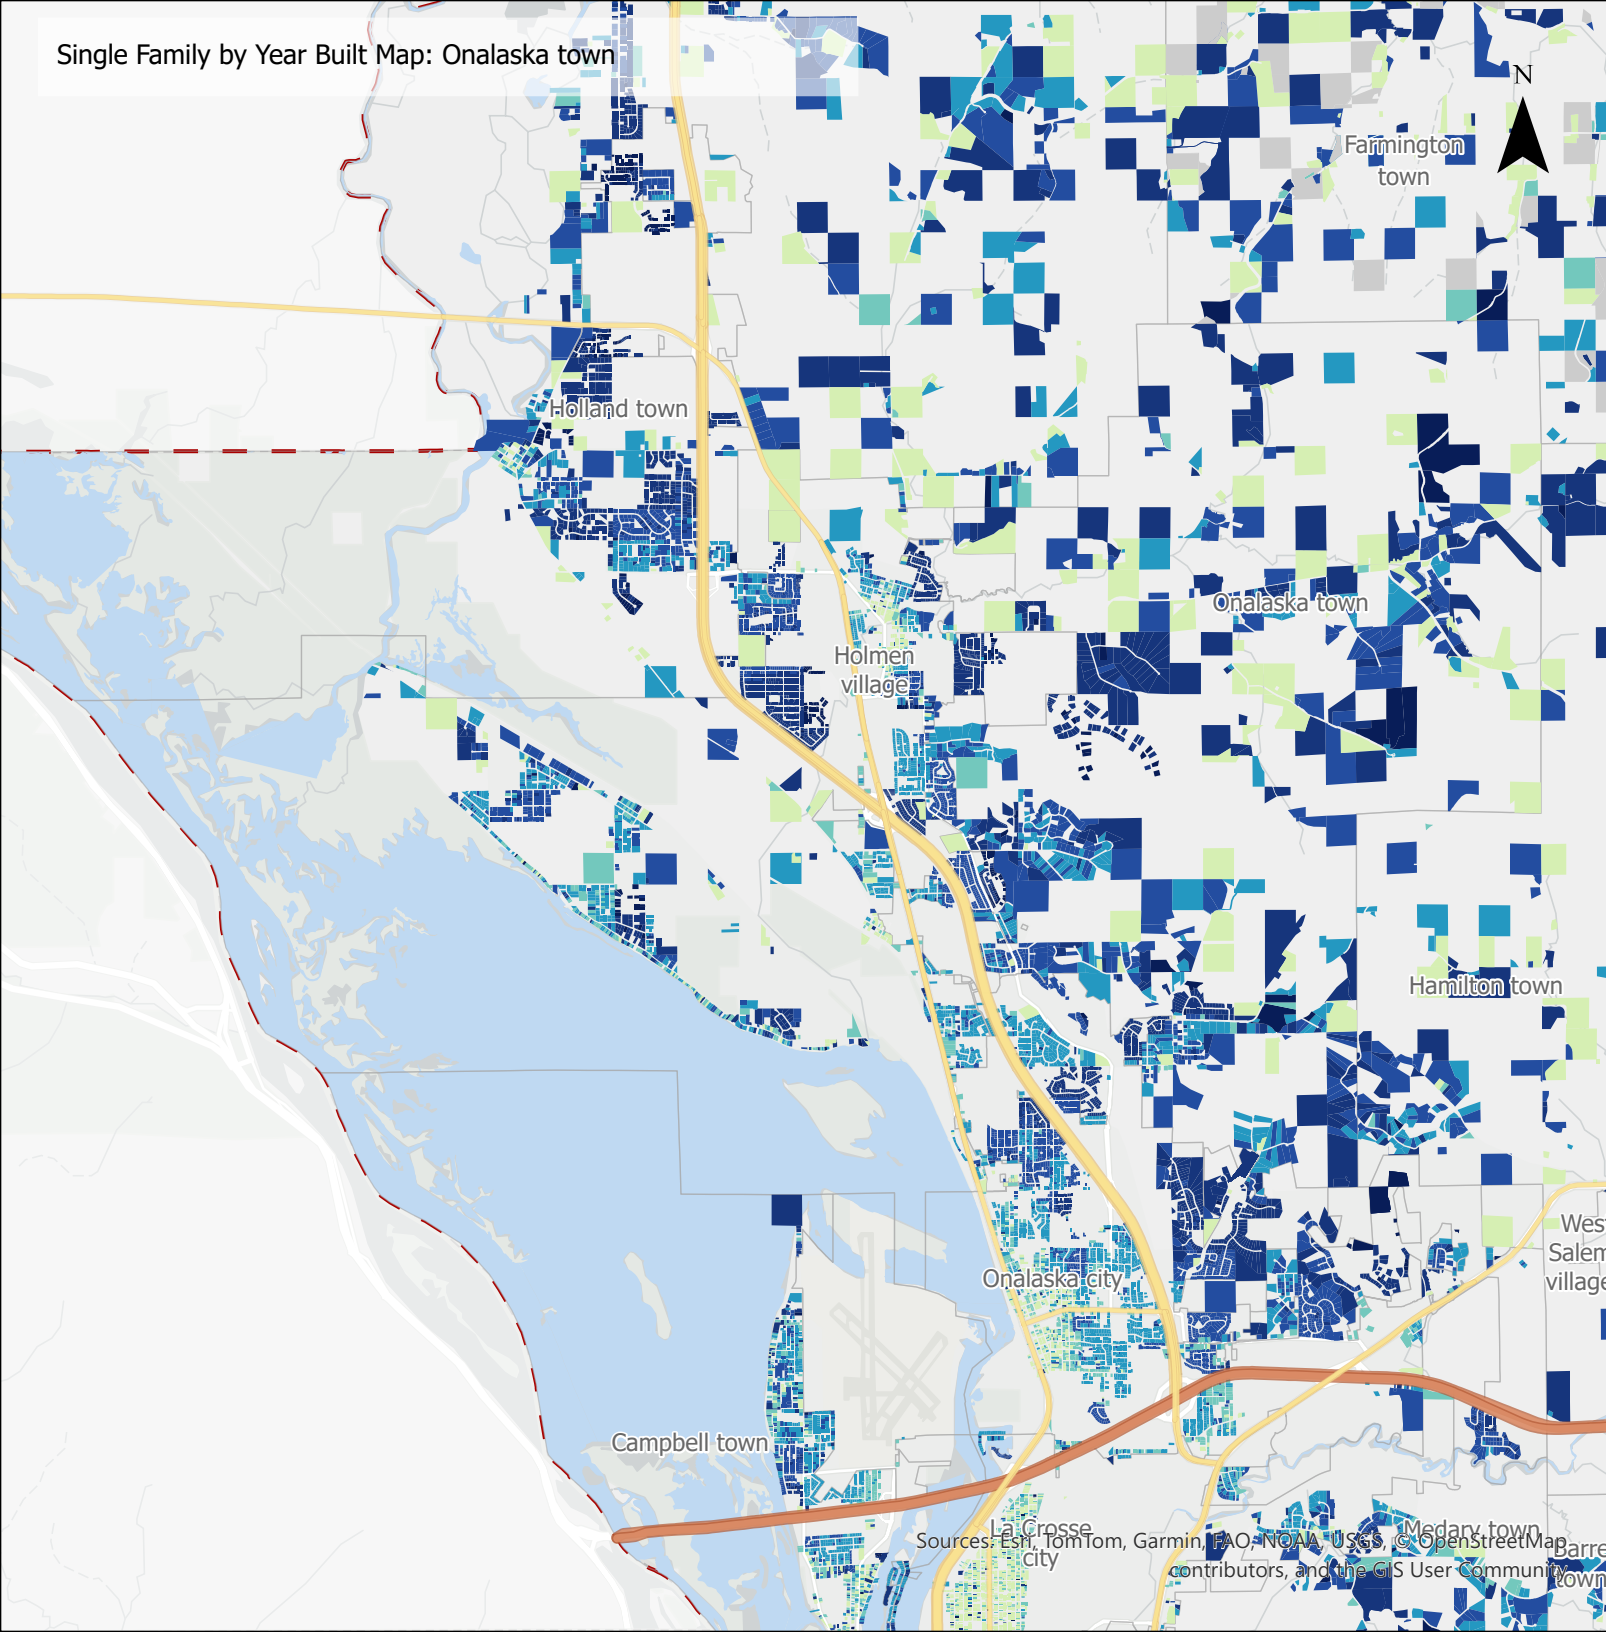 Single Family by Year Built Map: Onalaska town
N
Farmington
town
Holland town
Onalaska town
Holmen
village
Hamilton town
West
Salem
village
Onalaska city
Campbell town
La Crosse
city
Medary town
Barre
town
Sources: Esri, TomTom, Garmin, FAO, NOAA, USGS, © OpenStreetMap
contributors, and the GIS User Community